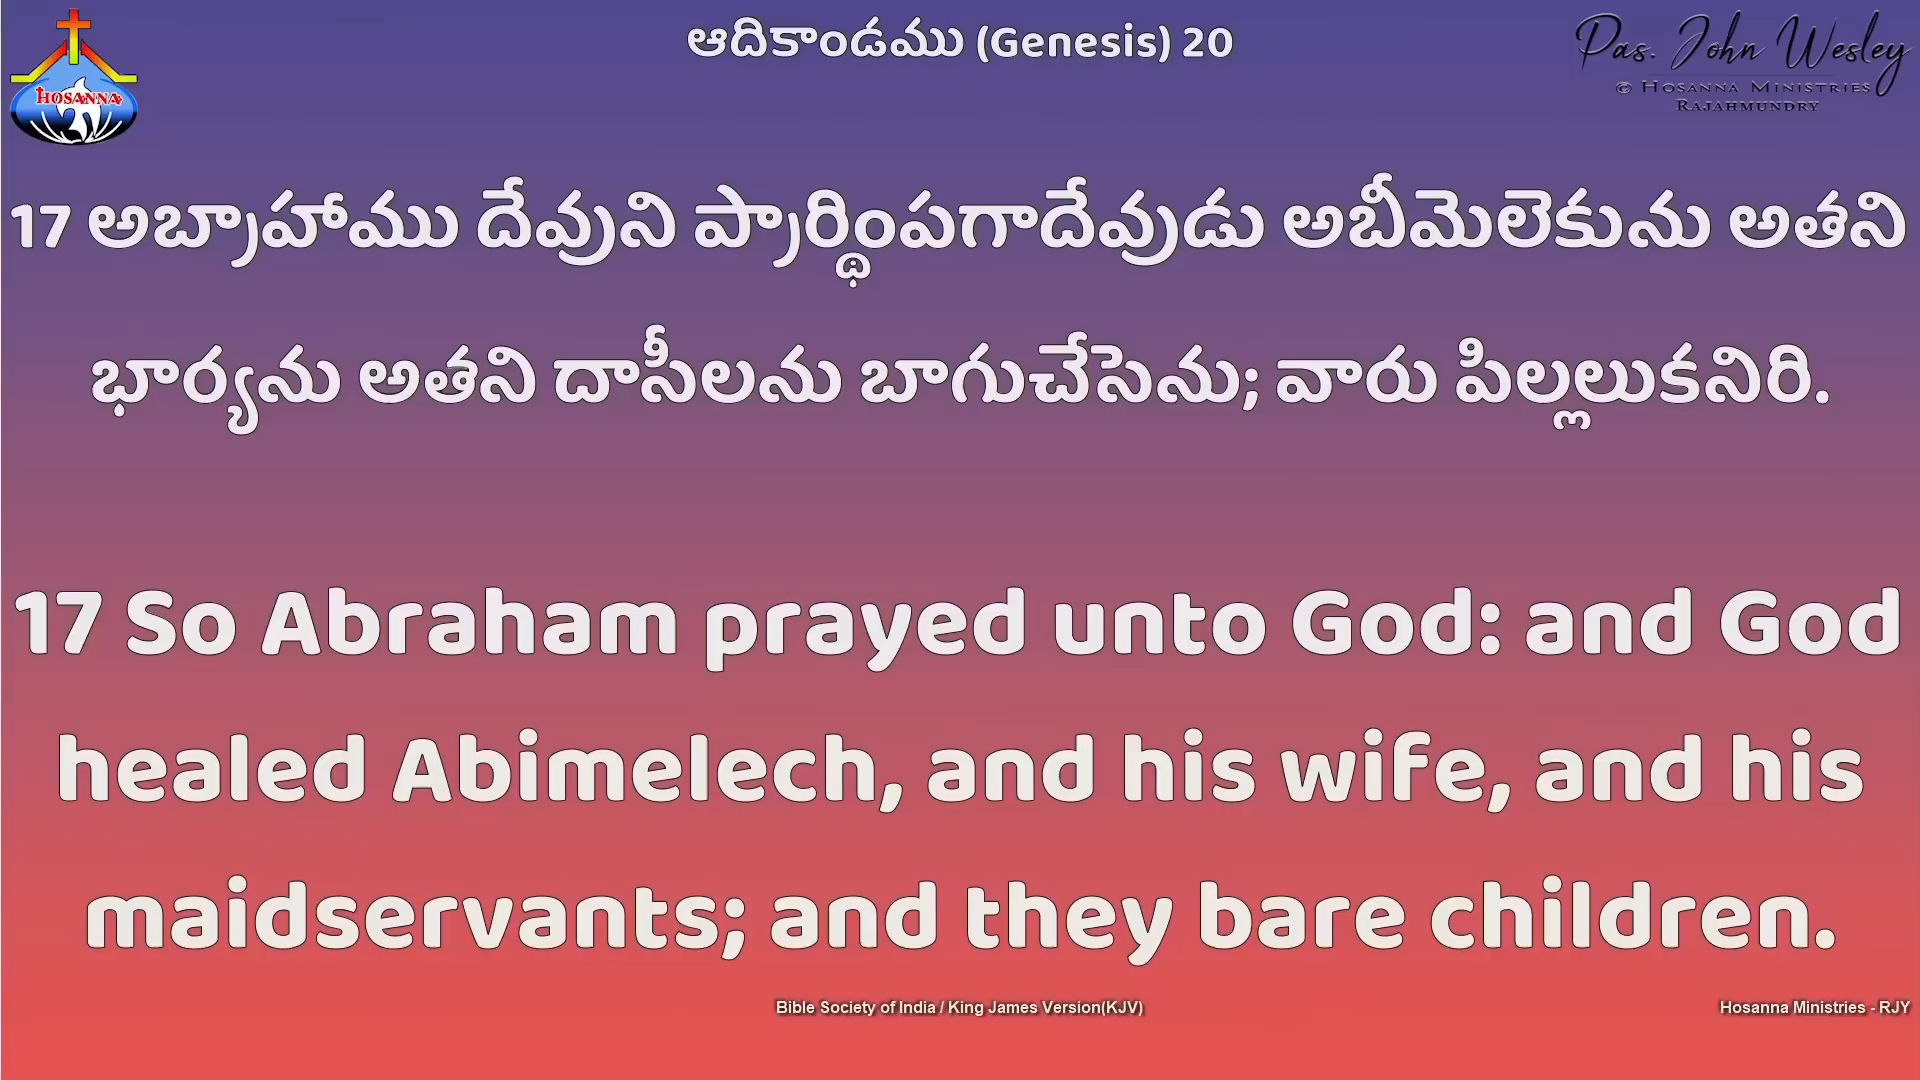 HOSANNA
ఆదికాండము (Genesis) 20
Pas. John Wesley
© HOSANNA MINISTRIES
RAJAHMUNDRY
17 అబ్రాహాము దేవుని ప్రార్థింపగాదేవుడు అబీమెలెకును అతని
భార్యను అతని దాసీలను బాగుచేసెను; వారు పిల్లలుకనిరి.
17 So Abraham prayed unto God: and God
healed Abimelech, and his wife, and his
maidservants; and they bare children.
Bible Society of India / King James Version(KJV)
Hosanna Ministries - RJY